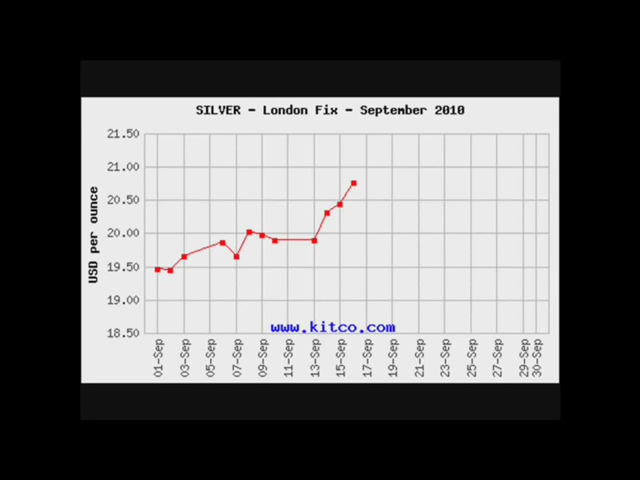 SILVER - London Fix - September 2010
21.50
21.00
20.50
20.00
19.50
19.00
18.50
USD per ounce
www.kitco.com
01-Sep
03-Sep
05-Sep
07-Sep
09-Sep
11-Sep
13-Sep
15-Sep
17-Sep
19-Sep
21-Sep
23-Sep
25-Sep
27-Sep
29-Sep
30-Sep